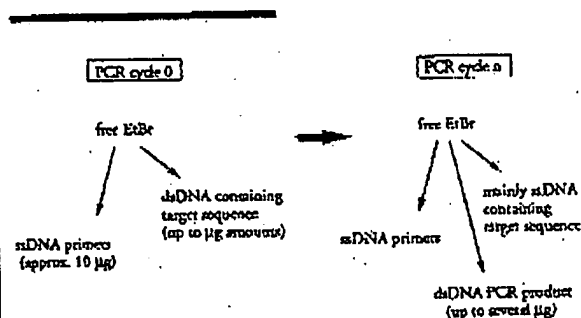 PCR cycle 0
free EtBr
dsDNA containing
target sequence
(up to µg amounts)
ssDNA primers
(approx. 10 µg)
PCR cycle n
free EtBr
mainly ssDNA
containing
target sequence
ssDNA primers
dsDNA PCR product
(up to several µg)